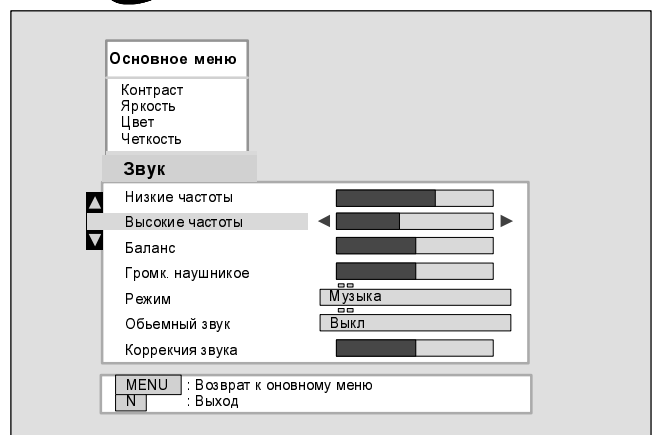 Основное меню
Контраст
Яркость
Цвет
Четкость
Звук
Низкие частоты
Высокие частоты
Баланс
Громк. наушникое
Режим Музыка
Обьемный звук Выкл
Коррекчия звука
MENU : Возврат к оновному меню
N : Выход